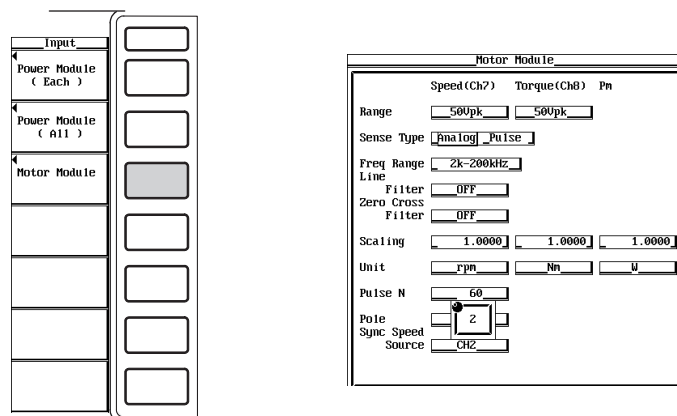 Input
Power Module
( Each )
Power Module
( All )
Motor Module
Motor Module
Speed(Ch7) Torque(Ch8) Pm
Range 50Vpk 50Vpk
Sense Type Analog Pulse
Freq Range 2k-200kHz
Line
Filter OFF
Zero Cross
Filter OFF
Scaling 1.0000 1.0000 1.0000
Unit rpm Nm W
Pulse N 60
Pole 2
Sync Speed
Source CH2